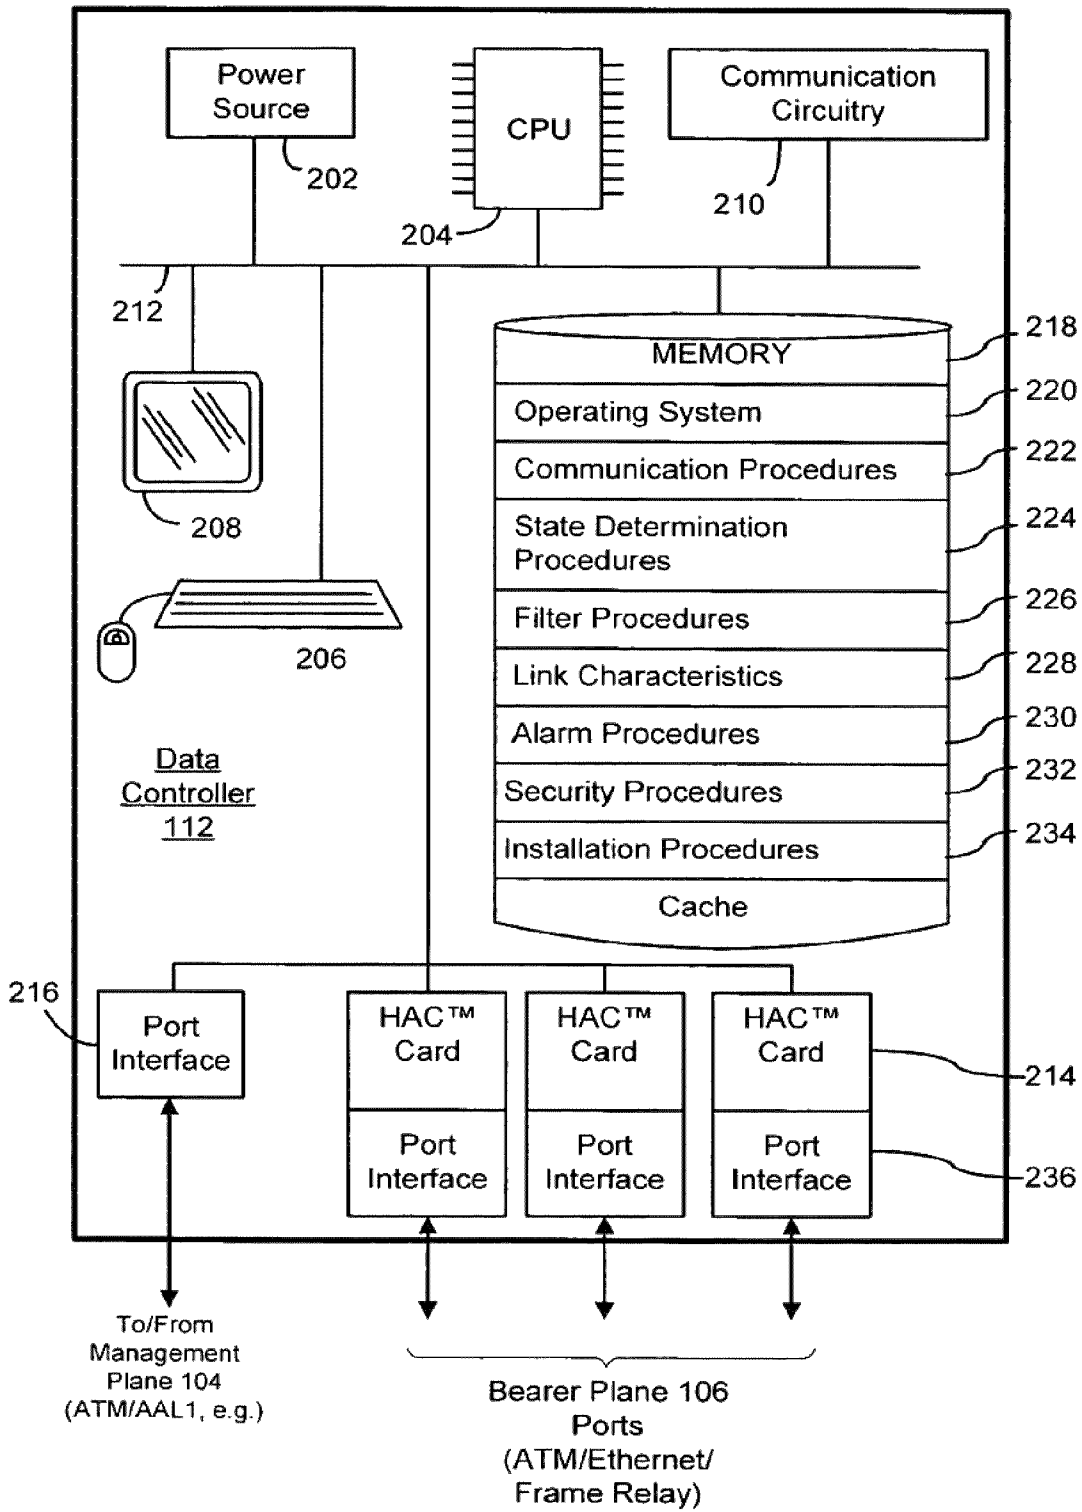 Power
Source
202
CPU
204
Communication
Circuitry
210
212
208
206
Data
Controller
112
MEMORY
218
Operating System
220
Communication Procedures
222
State Determination
Procedures
224
Filter Procedures
226
Link Characteristics
228
Alarm Procedures
230
Security Procedures
232
Installation Procedures
234
Cache
216
Port
Interface
HAC™
Card
Port
Interface
HAC™
Card
Port
Interface
HAC™
Card
214
Port
Interface
236
To/From
Management
Plane 104
(ATM/AAL1, e.g.)
Bearer Plane 106
Ports
(ATM/Ethernet/
Frame Relay)